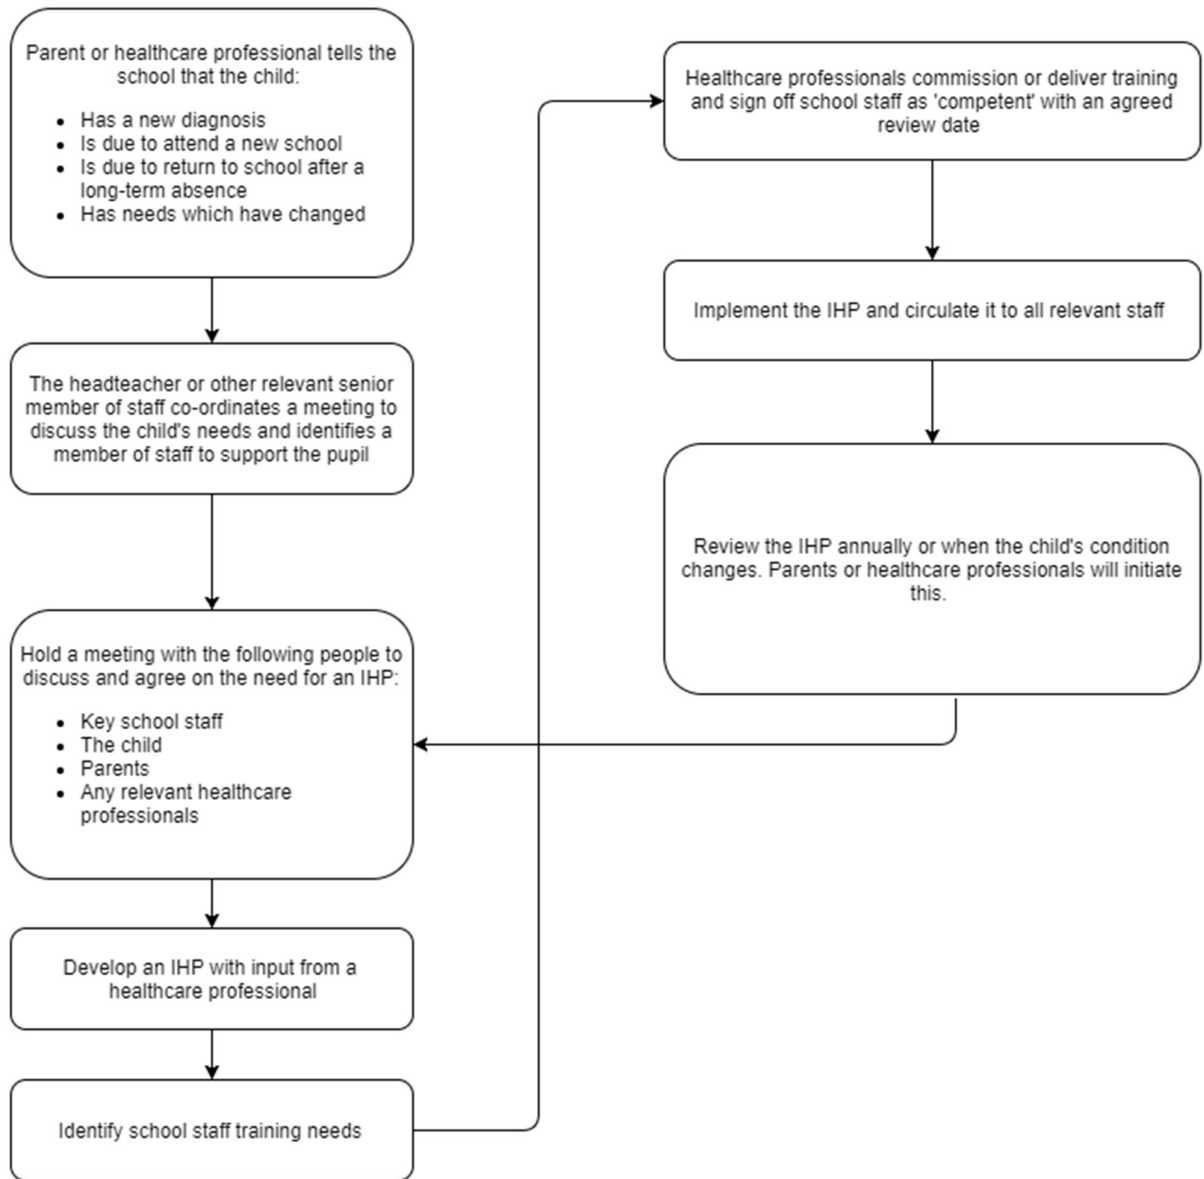 Parent or healthcare professional tells the
school that the child:
• Has a new diagnosis
• Is due to attend a new school
• Is due to return to school after a
long-term absence
• Has needs which have changed
The headteacher or other relevant senior
member of staff co-ordinates a meeting to
discuss the child's needs and identifies a
member of staff to support the pupil
Hold a meeting with the following people to
discuss and agree on the need for an IHP:
• Key school staff
• The child
• Parents
• Any relevant healthcare
professionals
Develop an IHP with input from a
healthcare professional
Identify school staff training needs
Healthcare professionals commission or deliver training
and sign off school staff as 'competent' with an agreed
review date
Implement the IHP and circulate it to all relevant staff
Review the IHP annually or when the child's condition
changes. Parents or healthcare professionals will initiate
this.